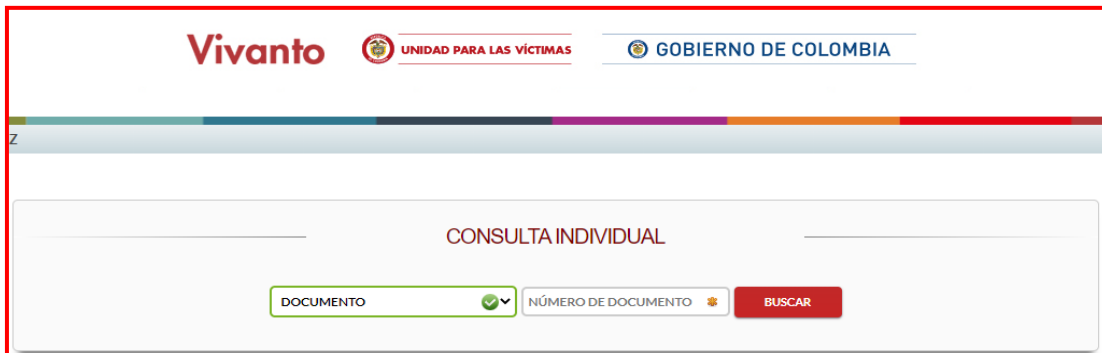 Vivanto UNIDAD PARA LAS VÍCTIMAS GOBIERNO DE COLOMBIA
Z
CONSULTA INDIVIDUAL
DOCUMENTO NÚMERO DE DOCUMENTO BUSCAR